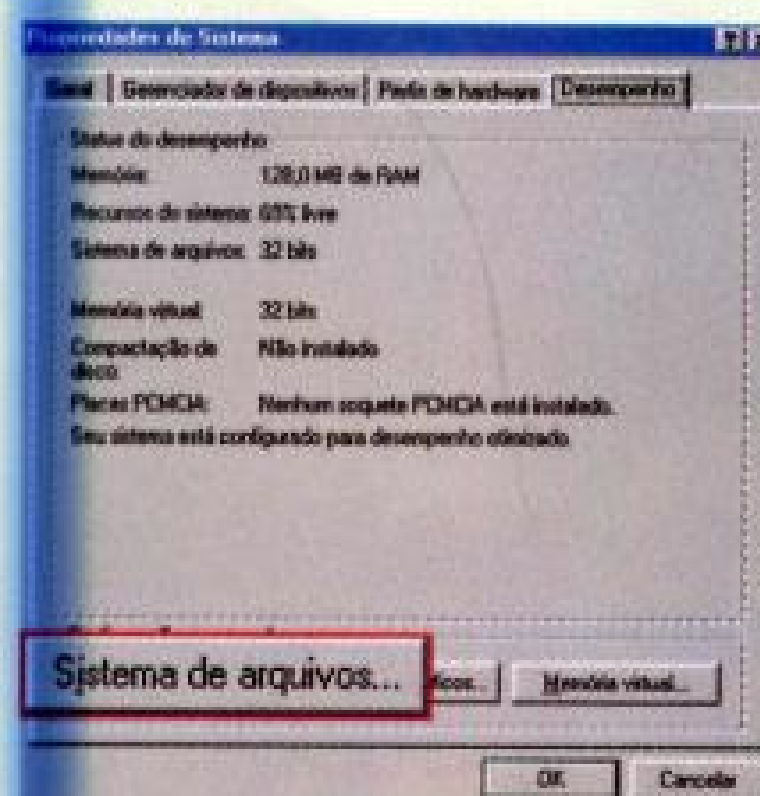 Propriedades de Sistema
Geral Gerenciador de dispositivos Perfis de hardware Desempenho
Status do desempenho
Memória: 128,0 MB de RAM
Recursos do sistema: livre
Sistema de arquivos: 32 bits
Memória virtual: 32 bits
Compactação de Não instalado
disco:
Placas PCMCIA: Nenhum soquete PCMCIA está instalado.
Seu sistema está configurado para desempenho otimizado.
Sistema de arquivos... Memória virtual...
OK Cancelar